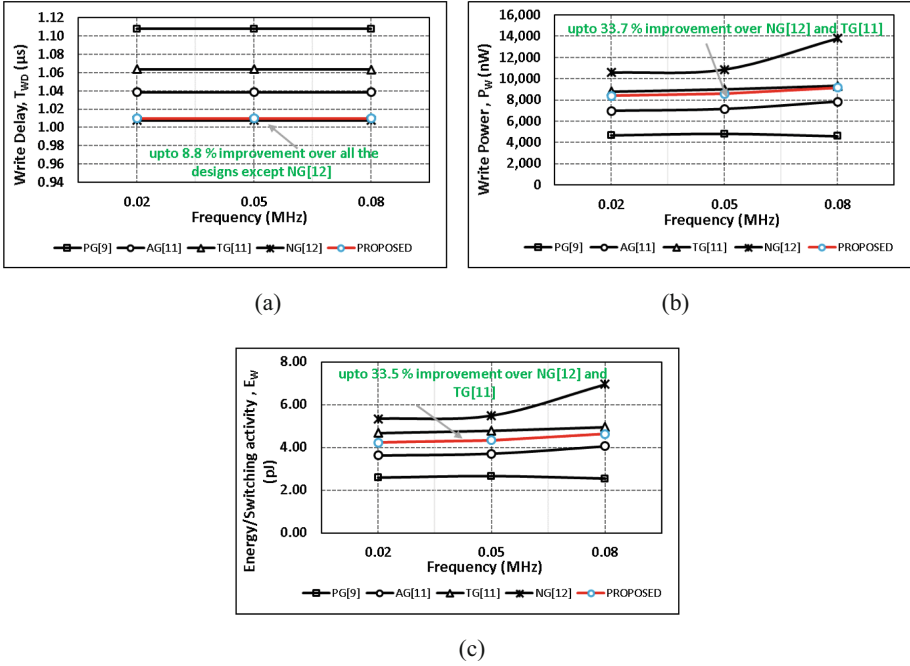 1.12
1.10
1.08
1.06
1.04
1.02
1.00
0.98
0.96
0.94
Write Delay, TWD (µs)
upto 8.8 % improvement over all the
designs except NG[12]
0.02 0.05 0.08
Frequency (MHz)
PG[9] AG[11] TG[11] NG[12] PROPOSED
(a)
16,000
14,000
12,000
10,000
8,000
6,000
4,000
2,000
0
Write Power , PW (nW)
upto 33.7 % improvement over NG[12] and TG[11]
0.02 0.05 0.08
Frequency (MHz)
PG[9] AG[11] TG[11] NG[12] PROPOSED
(b)
8.00
6.00
4.00
2.00
0.00
Energy/Switching activity , EW
(pJ)
upto 33.5 % improvement over NG[12] and
TG[11]
0.02 0.05 0.08
Frequency (MHz)
PG[9] AG[11] TG[11] NG[12] PROPOSED
(c)